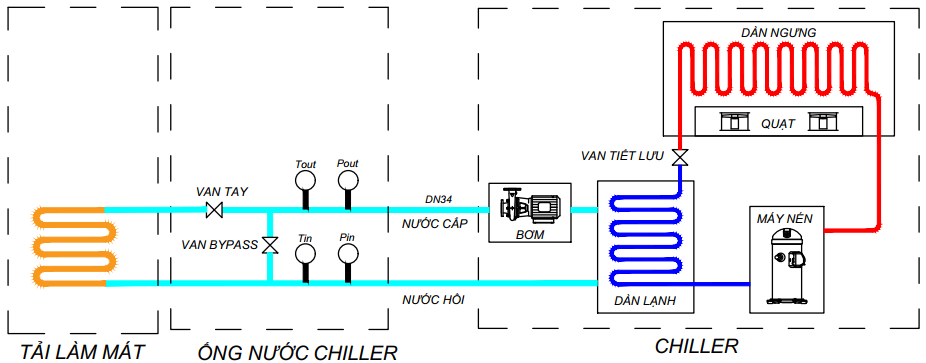 DÀN NGƯNG
QUẠT
VAN TIẾT LƯU
Tout
Pout
VAN TAY
DN34
NƯỚC CẤP
BƠM
MÁY NÉN
VAN BYPASS
Tin
Pin
NƯỚC HỒI
DÀN LẠNH
TẢI LÀM MÁT
ỐNG NƯỚC CHILLER
CHILLER